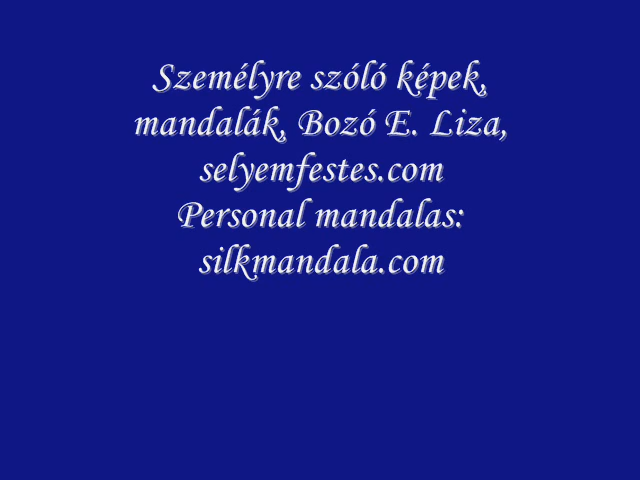 Személyre szóló képek,
mandalák, Bozó E. Liza,
selyemfestes.com
Personal mandalas:
silkmandala.com